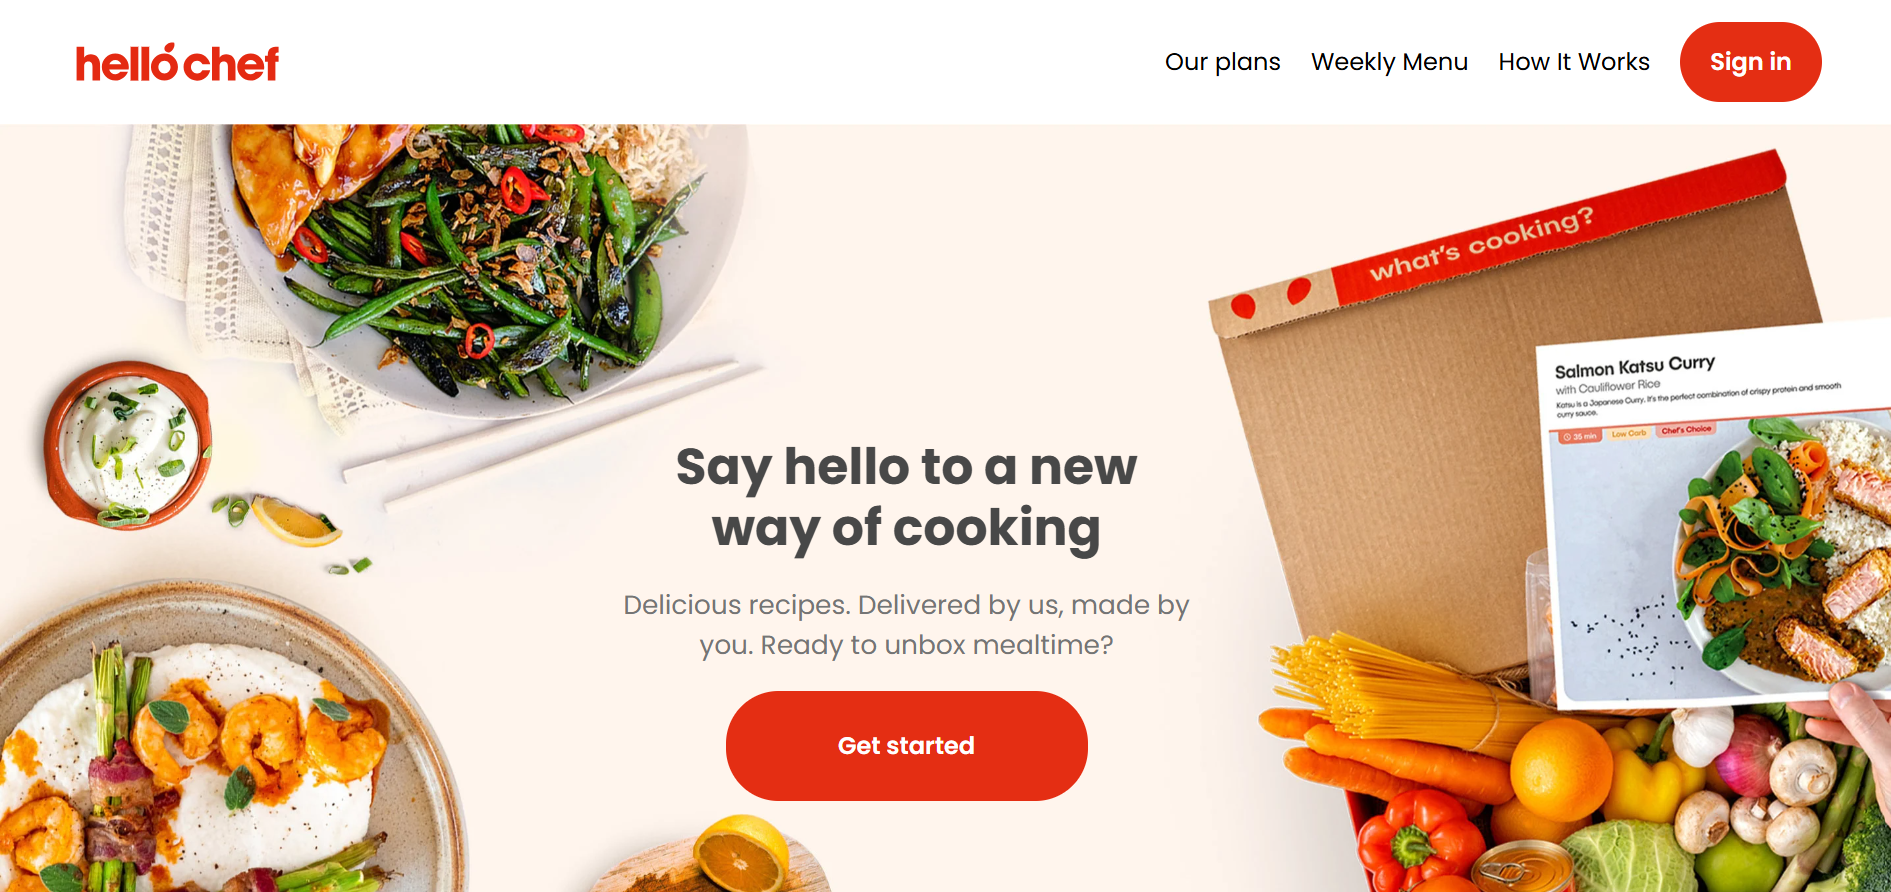 helló chef
Our plans
Weekly Menu
How It Works
Sign in
what's cooking?
Salmon Katsu Curry
with Cauliflower Rice
Katsu is a Japanese Curry. It's the perfect combination of crispy protein and smooth
curry sauce.
35 min
Low Carb
Chef's Choice
Say hello to a new
way of cooking
Delicious recipes. Delivered by us, made by
you. Ready to unbox mealtime?
Get started